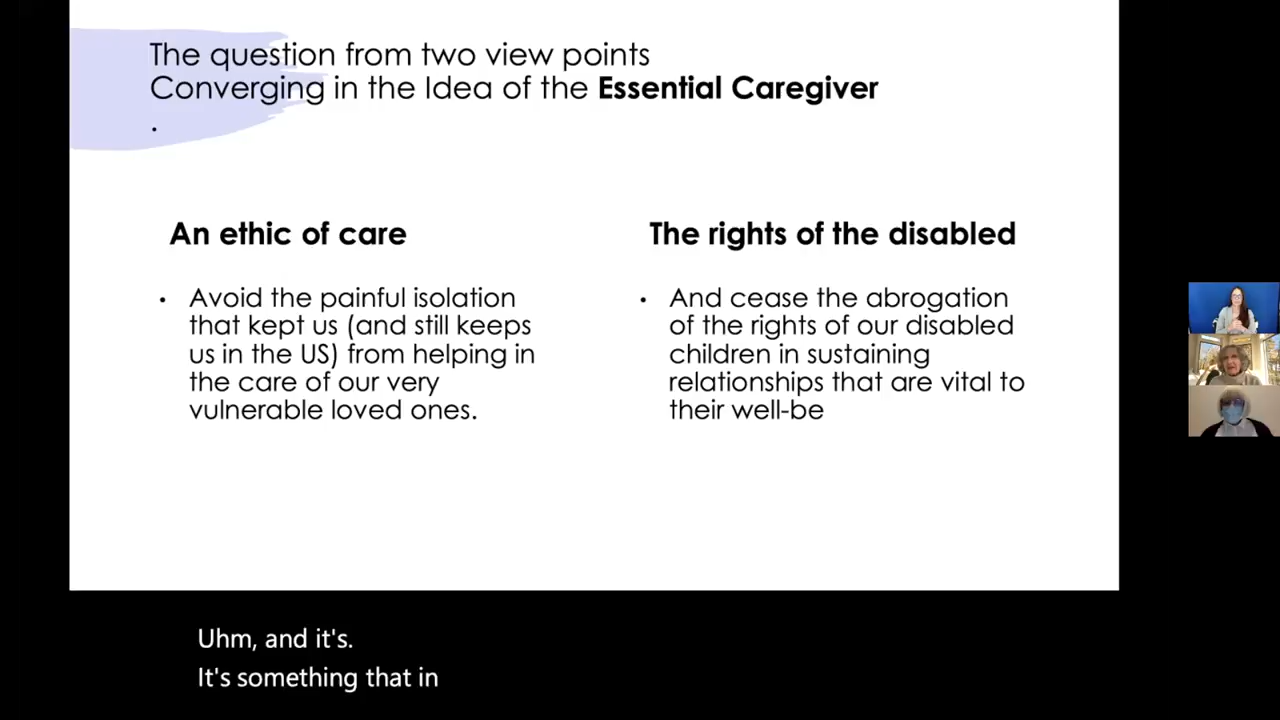 The question from two view points
Converging in the Idea of the Essential Caregiver
.
An ethic of care
• Avoid the painful isolation
that kept us (and still keeps
us in the US) from helping in
the care of our very
vulnerable loved ones.
The rights of the disabled
• And cease the abrogation
of the rights of our disabled
children in sustaining
relationships that are vital to
their well-be
Uhm, and it's.
It's something that in